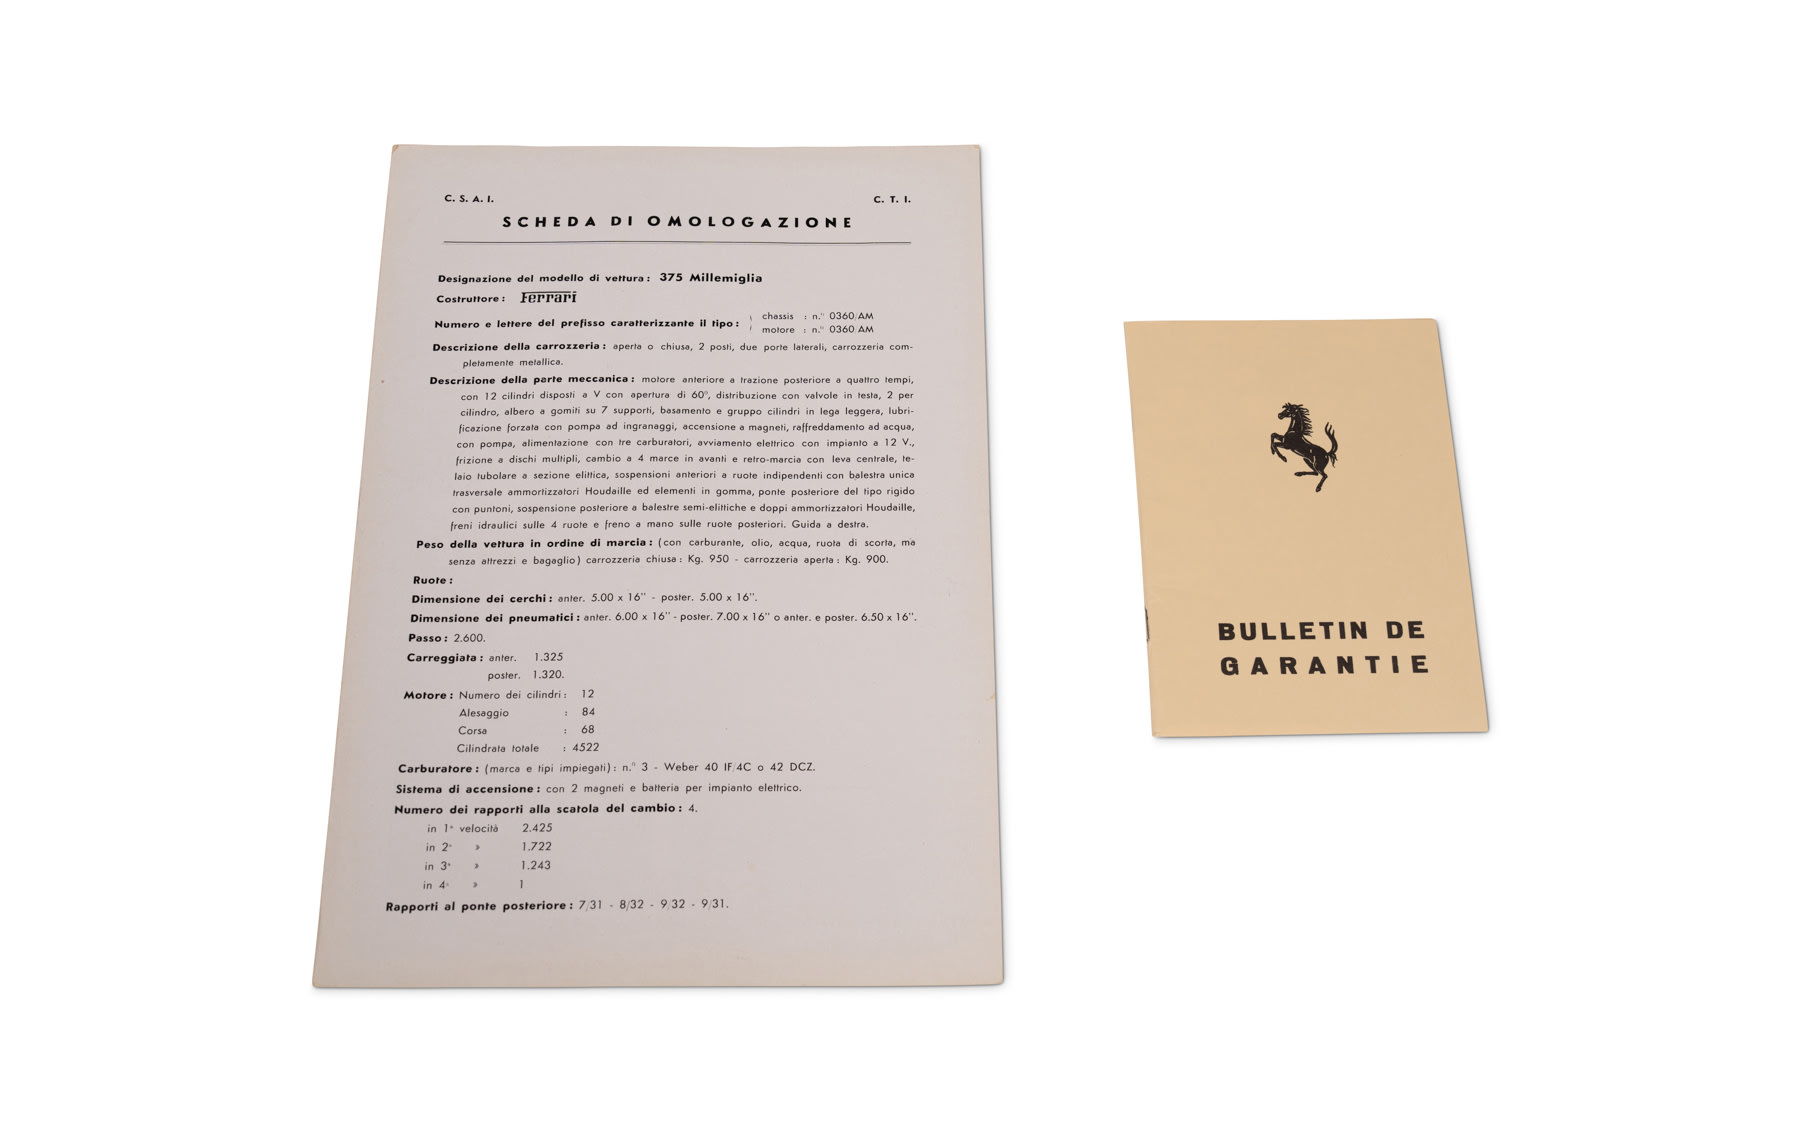 C. S. A. I. C. T. I.
SCHEDA DI OMOLOGAZIONE
Designazione del modello di vettura: 375 Millemiglia
Costruttore: Ferrari
Numero e lettere del prefisso caratterizzante il tipo:
chassis : n.° 0360/AM
motore : n.° 0360 AM
Descrizione della carrozzeria: aperta o chiusa, 2 posti, due porte laterali, carrozzeria com-
pletamente metallica.
Descrizione della parte meccanica: motore anteriore a trazione posteriore a quattro tempi,
con 12 cilindri disposti a V con apertura di 60°, distribuzione con valvole in testa, 2 per
cilindro, albero a gomiti su 7 supporti, basamento e gruppo cilindri in lega leggera, lubri-
ficazione forzata con pompa ad ingranaggi, accensione a magneti, raffreddamento ad acqua,
con pompa, alimentazione con tre carburatori, avviamento elettrico con impianto a 12 V.,
frizione a dischi multipli, cambio a 4 marce in avanti e retro-marcia con leva centrale, te-
laio tubolare a sezione elittica, sospensioni anteriori a ruote indipendenti con balestra unica
trasversale ammortizzatori Houdaille ed elementi in gomma, ponte posteriore del tipo rigido
con puntoni, sospensione posteriore a balestre semi-elittiche e doppi ammortizzatori Houdaille,
freni idraulici sulle 4 ruote e freno a mano sulle ruote posteriori. Guida a destra.
Peso della vettura in ordine di marcia: (con carburante, olio, acqua, ruota di scorta, ma
senza attrezzi e bagaglio) carrozzeria chiusa: Kg. 950 - carrozzeria aperta: Kg. 900.
Ruote:
Dimensione dei cerchi: anter. 5.00 x 16" - poster. 5.00 x 16".
Dimensione dei pneumatici: anter. 6.00 x 16" - poster. 7.00 x 16" o anter. e poster. 6.50 x 16".
Passo: 2.600.
Carreggiata: anter. 1.325
poster. 1.320.
Motore: Numero dei cilindri: 12
Alesaggio : 84
Corsa : 68
Cilindrata totale : 4522
Carburatore: (marca e tipi impiegati): n.° 3 - Weber 40 IF/4C o 42 DCZ.
Sistema di accensione: con 2 magneti e batteria per impianto elettrico.
Numero dei rapporti alla scatola del cambio: 4.
in 1ª velocità 2.425
in 2ª » 1.722
in 3ª » 1.243
in 4ª » 1
Rapporti al ponte posteriore: 7/31 - 8/32 - 9/32 - 9/31.
BULLETIN DE
GARANTIE